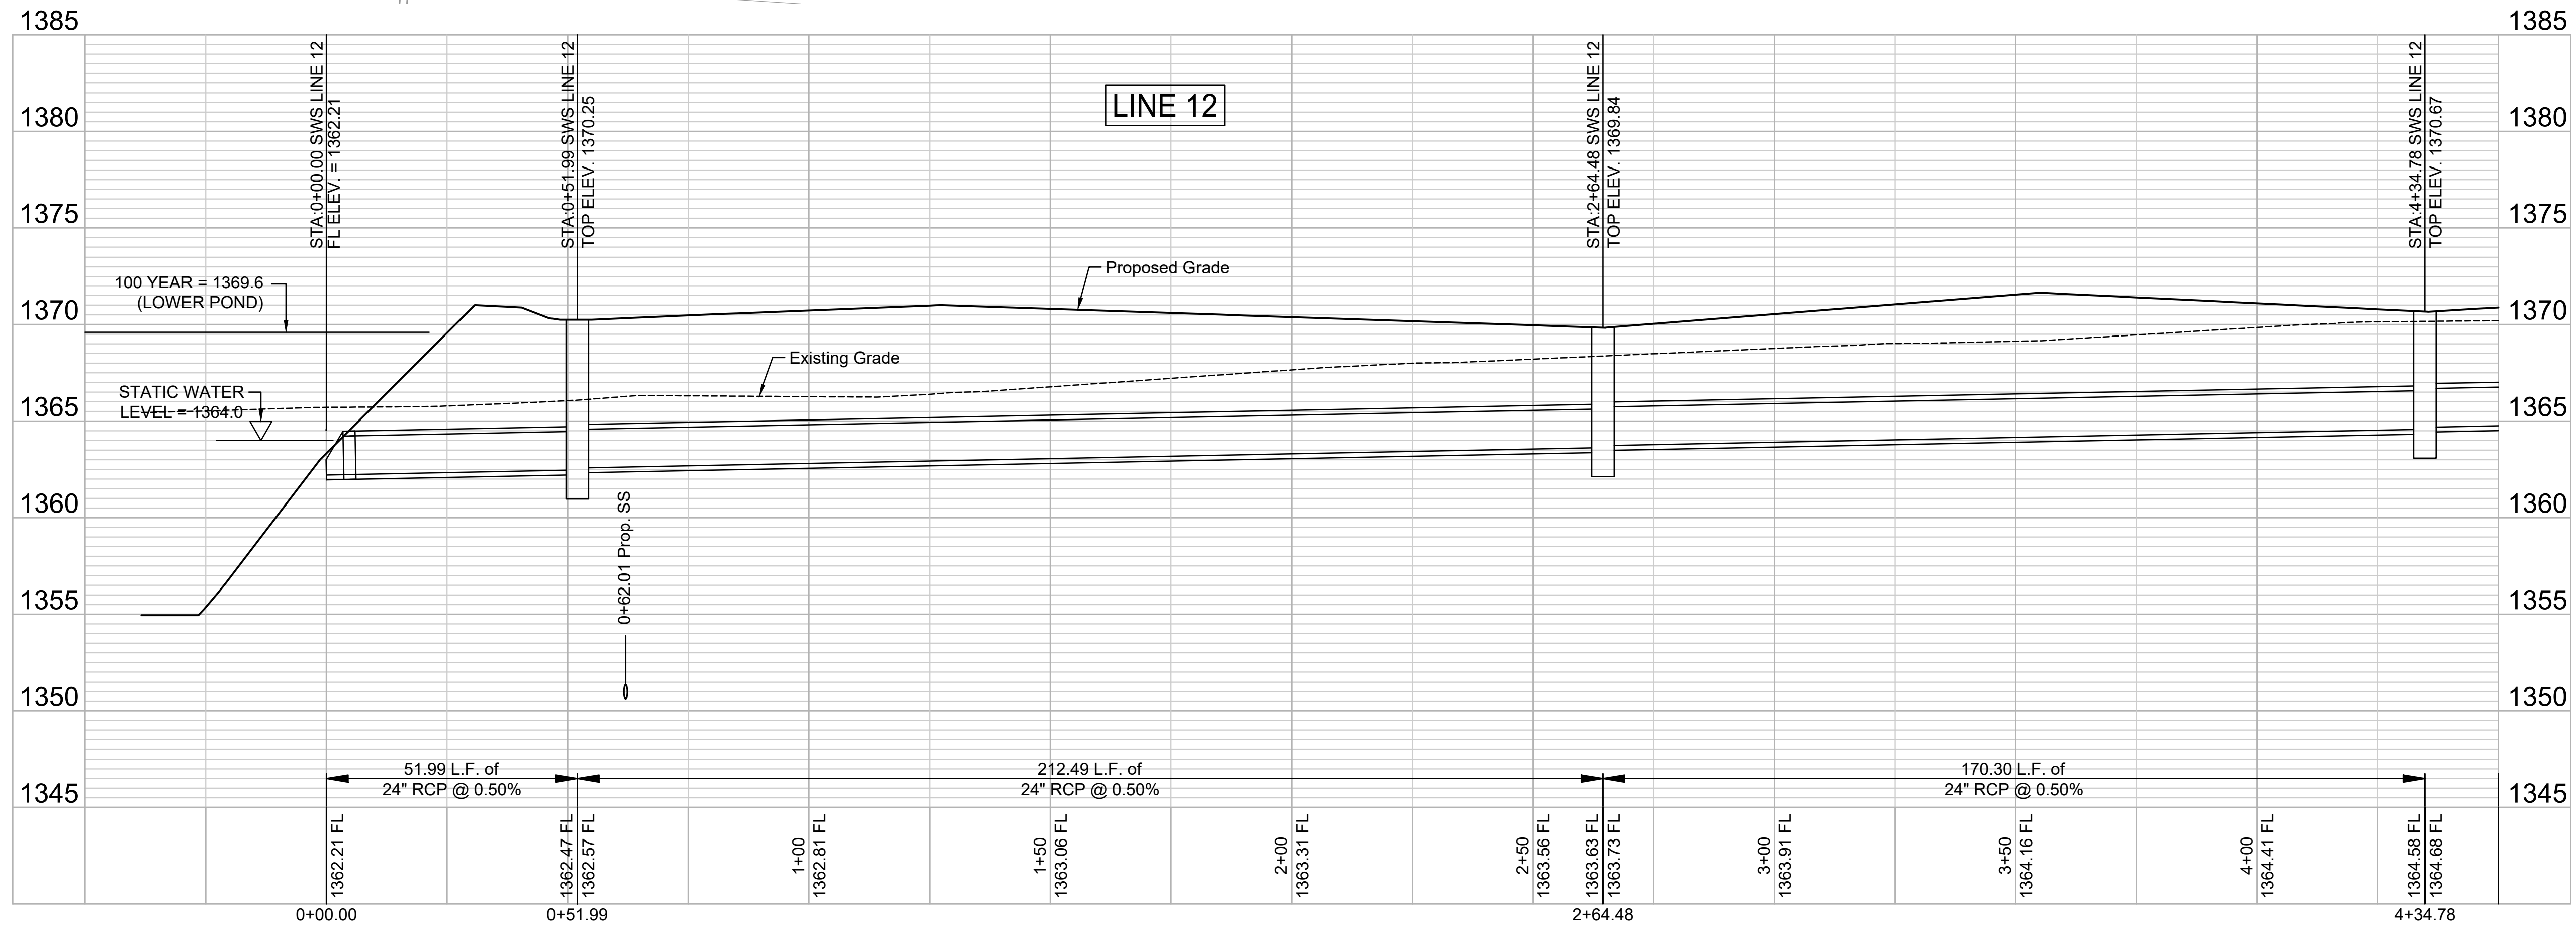 1385
1385
STA:0+00.00 SWS LINE 12
FL ELEV. = 1362.21
STA:0+51.99 SWS LINE 12
TOP ELEV. 1370.25
LINE 12
STA:2+64.48 SWS LINE 12
TOP ELEV. 1369.84
STA:4+34.78 SWS LINE 12
TOP ELEV. 1370.67
1380
1380
1375
1375
Proposed Grade
100 YEAR = 1369.6
(LOWER POND)
1370
1370
Existing Grade
STATIC WATER
LEVEL = 1364.0
1365
1365
1360
1360
0+62.01 Prop. SS
1355
1355
1350
1350
51.99 L.F. of
24" RCP @ 0.50%
212.49 L.F. of
24" RCP @ 0.50%
170.30 L.F. of
24" RCP @ 0.50%
1345
1345
1362.21 FL
1362.47 FL
1362.57 FL
1+00
1362.81 FL
1+50
1363.06 FL
2+00
1363.31 FL
2+50
1363.56 FL
1363.63 FL
1363.73 FL
3+00
1363.91 FL
3+50
1364.16 FL
4+00
1364.41 FL
1364.58 FL
1364.68 FL
0+00.00
0+51.99
2+64.48
4+34.78